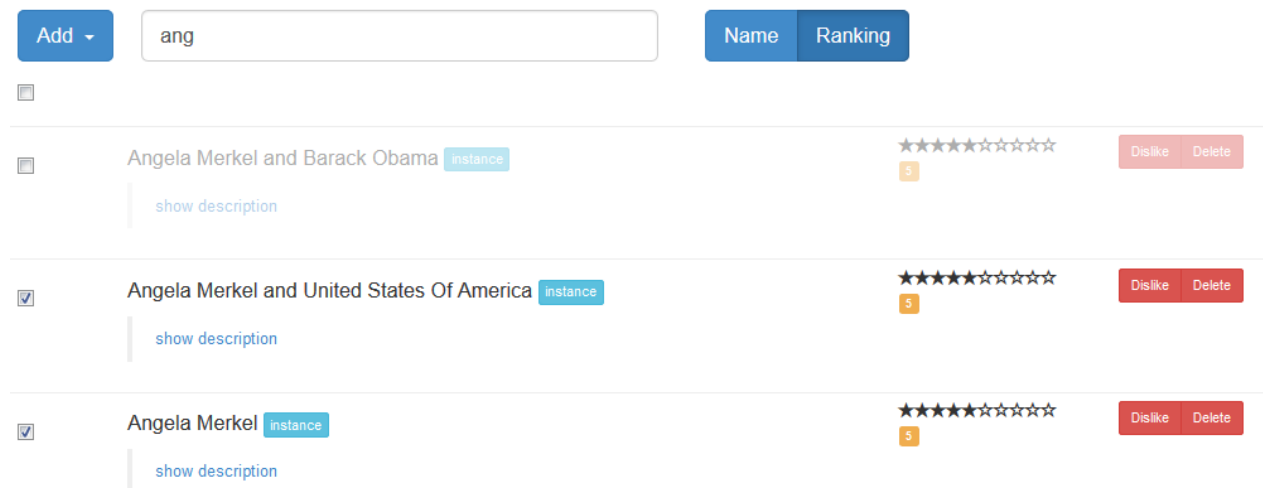 Add ang Name Ranking
Angela Merkel and Barack Obama instance Dislike Delete
5
show description
Angela Merkel and United States Of America instance Dislike Delete
5
show description
Angela Merkel instance Dislike Delete
5
show description